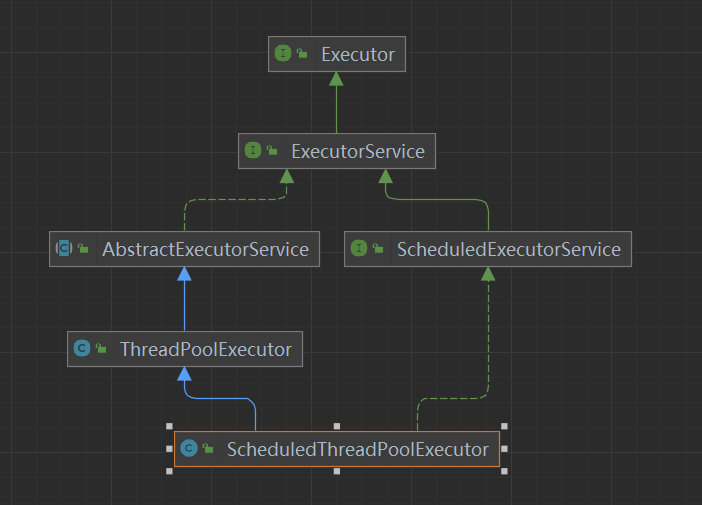 Executor
ExecutorService
AbstractExecutorService
ScheduledExecutorService
ThreadPoolExecutor
ScheduledThreadPoolExecutor